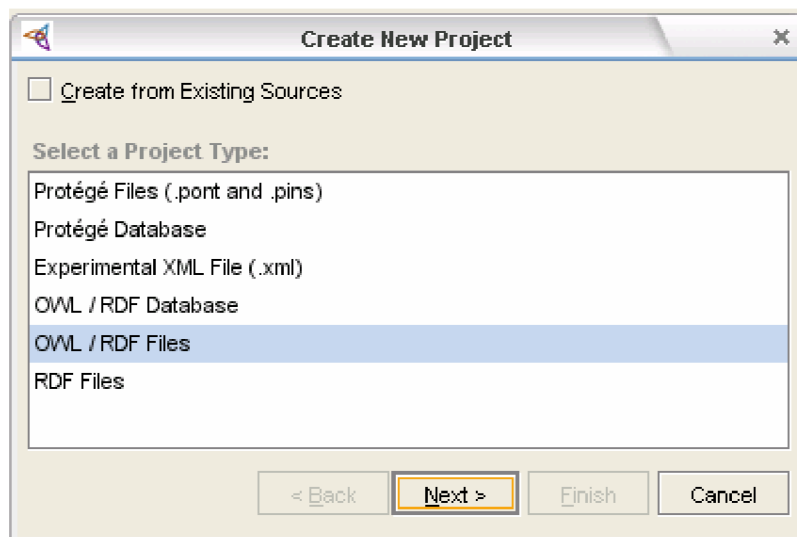 Create New Project
Create from Existing Sources
Select a Project Type:
Protégé Files (.pont and .pins)
Protégé Database
Experimental XML File (.xml)
OWL / RDF Database
OWL / RDF Files
RDF Files
< Back Next > Finish Cancel